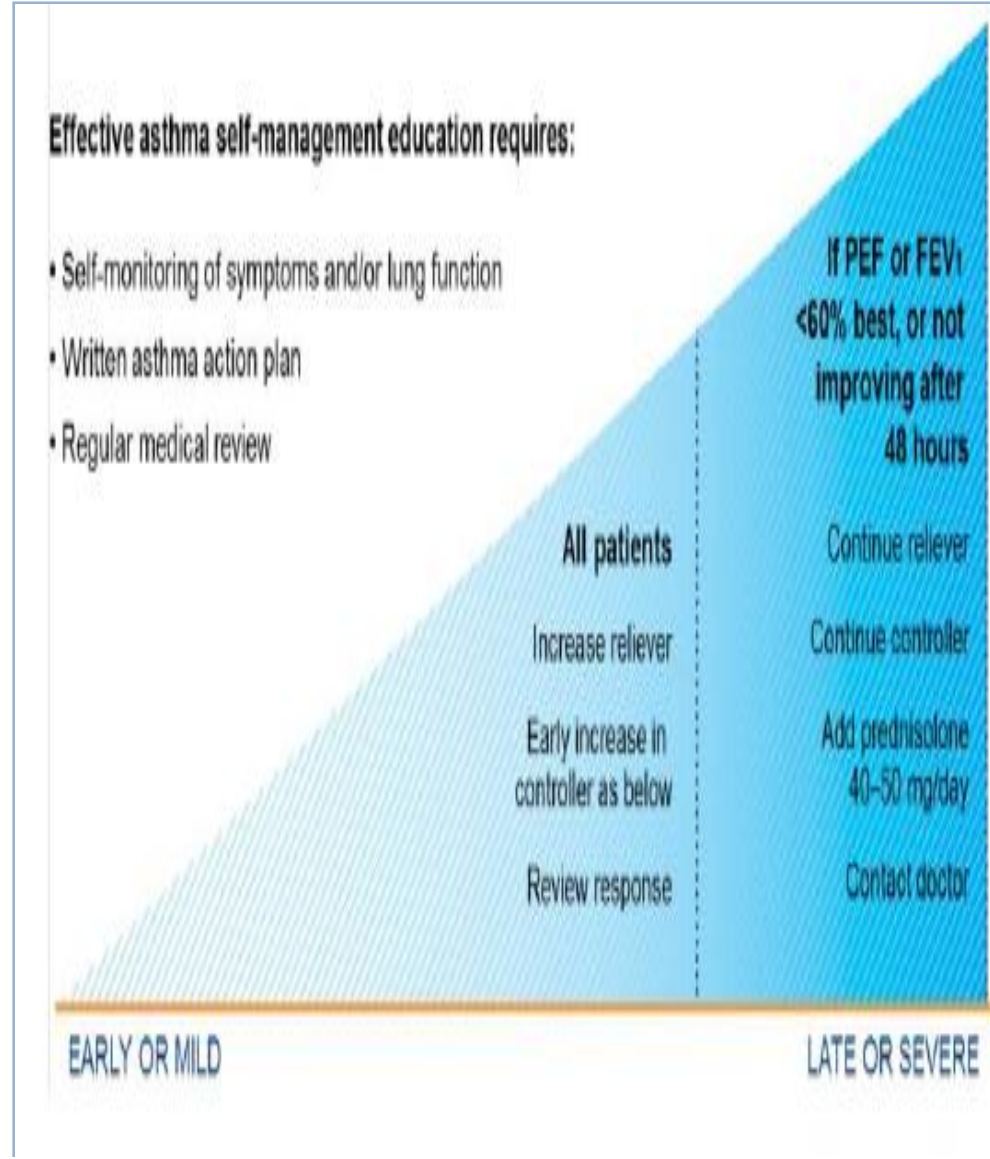 Effective asthma self-management education requires:
• Self-monitoring of symptoms and/or lung function
• Written asthma action plan
• Regular medical review
All patients
Increase reliever
Early increase in
controller as below
Review response
If PEF or FEV₁
<60% best, or not
improving after
48 hours
Continue reliever
Continue controller
Add prednisolone
40–50 mg/day
Contact doctor
EARLY OR MILD
LATE OR SEVERE